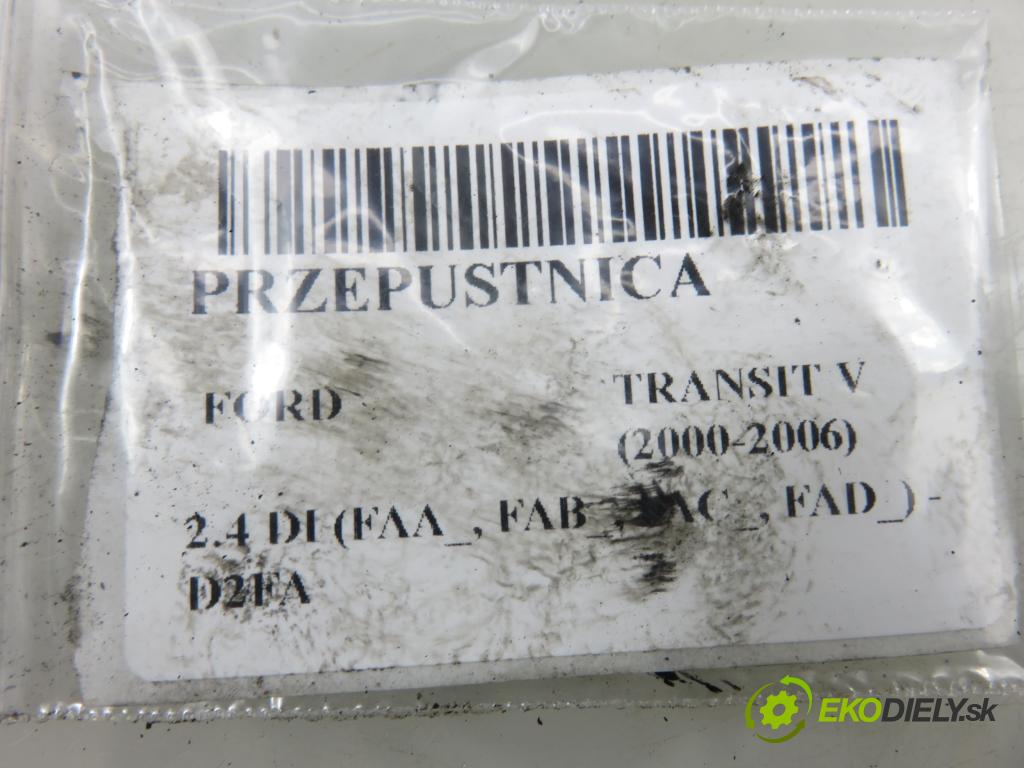 PRZEPUSTNICA
FORD
TRANSIT V
(2000-2006)
2.4 DI (FAA_, FAB_, FAC_, FAD_) -
D2FA
EKODIELY.sk